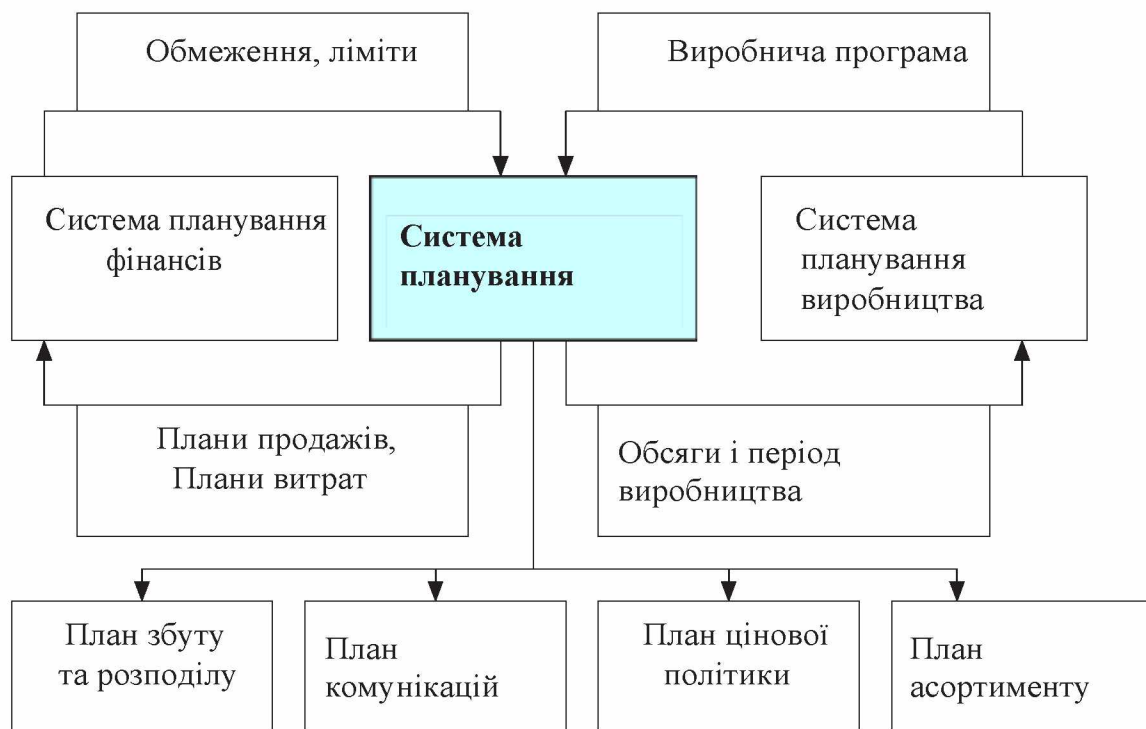 Обмеження, ліміти
Виробнича програма
Система планування
фінансів
Система
планування
Система
планування
виробництва
Плани продажів,
Плани витрат
Обсяги і період
виробництва
План збуту
та розподілу
План
комунікацій
План цінової
політики
План
асортименту